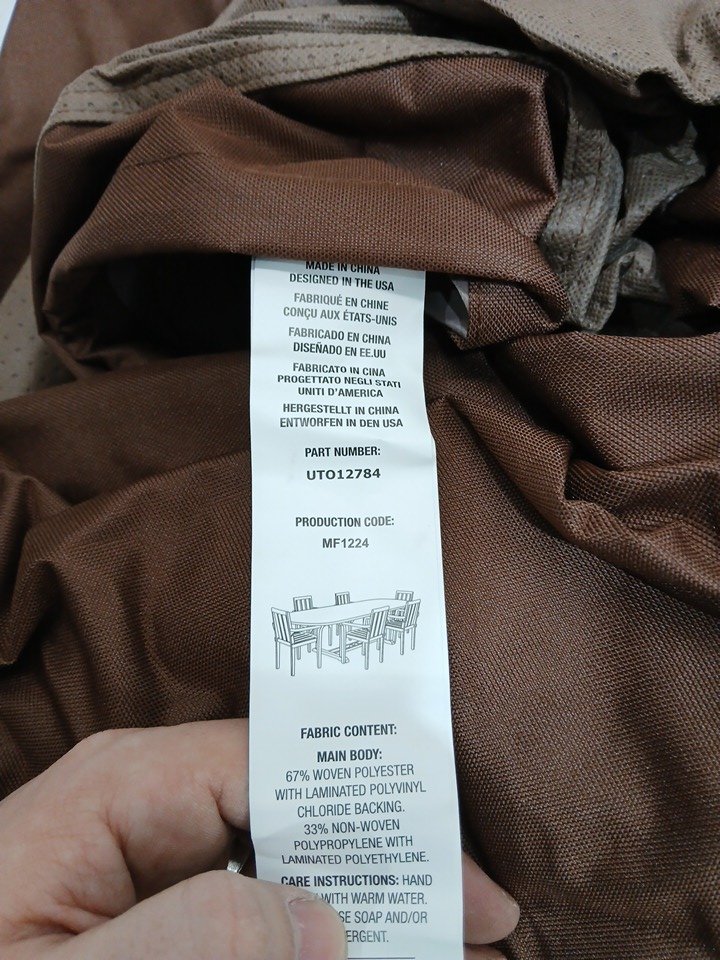 MADE IN CHINA
DESIGNED IN THE USA
FABRIQUÉ EN CHINE
CONÇU AUX ÉTATS-UNIS
FABRICADO EN CHINA
DISEÑADO EN EE.UU
FABRICATO IN CINA
PROGETTATO NEGLI STATI
UNITI D'AMERICA
HERGESTELLT IN CHINA
ENTWORFEN IN DEN USA
PART NUMBER:
UTO12784
PRODUCTION CODE:
MF1224
FABRIC CONTENT:
MAIN BODY:
67% WOVEN POLYESTER
WITH LAMINATED POLYVINYL
CHLORIDE BACKING.
33% NON-WOVEN
POLYPROPYLENE WITH
LAMINATED POLYETHYLENE.
CARE INSTRUCTIONS: HAND
WITH WARM WATER.
SOAP AND/OR